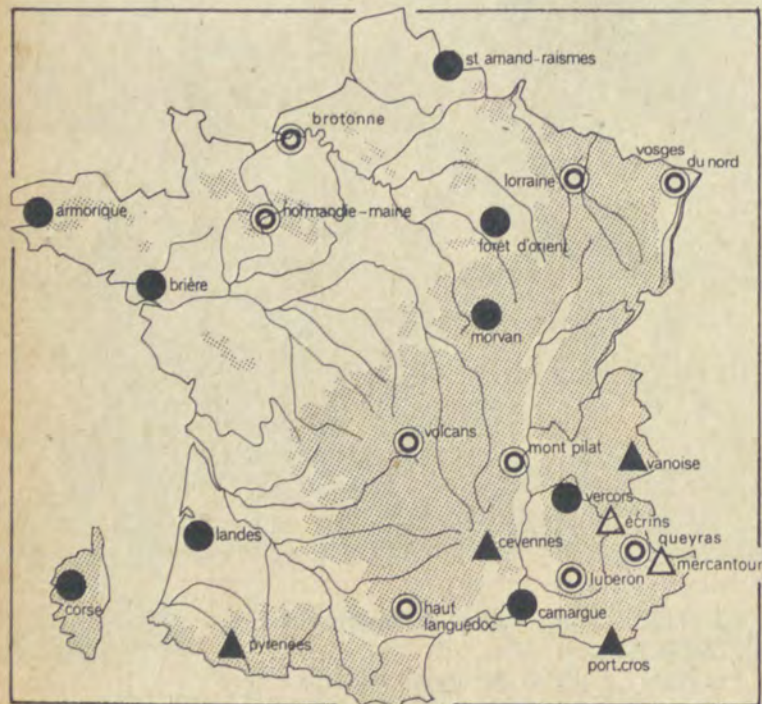 st amand-raismes
brotonne
vosges
du nord
lorraine
armorique
normandie-maine
forêt d'orient
brière
morvan
volcans
mont pilat
vanoise
vercors
écrins
queyras
landes
cevennes
mercantour
luberon
corse
haut
languedoc
camargue
pyrenées
port.cros